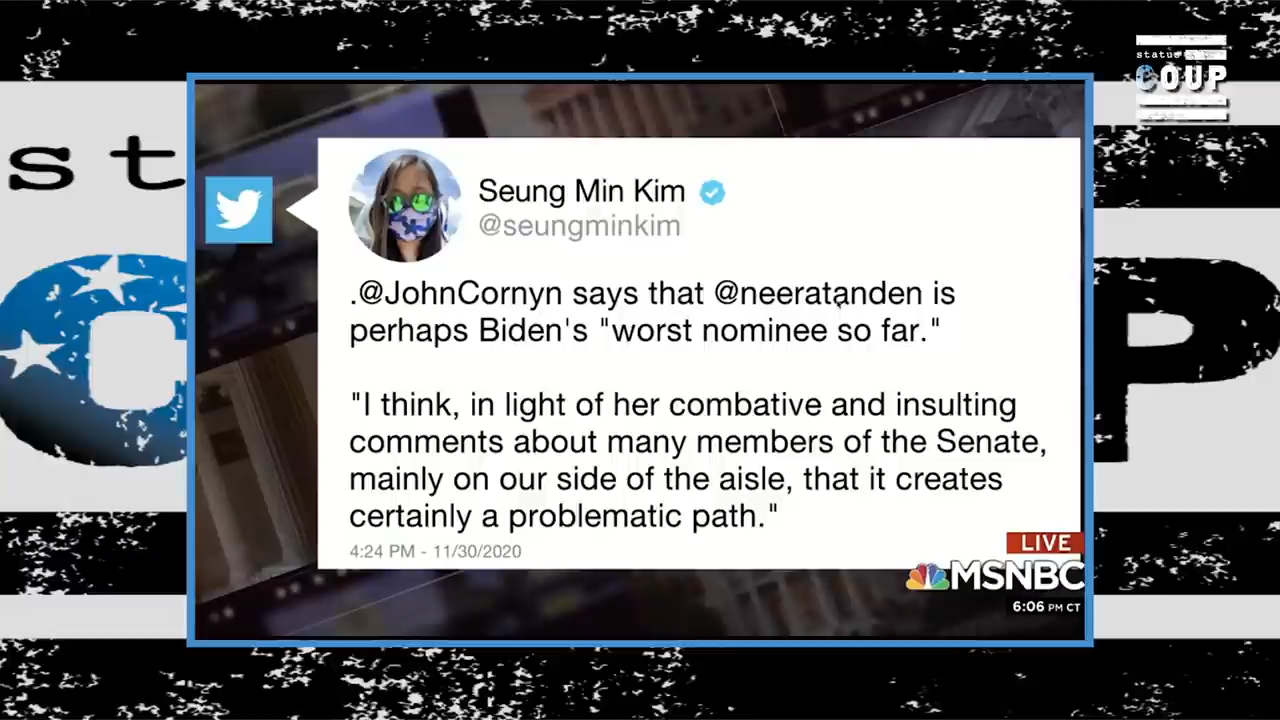 status
COUP
st
C
P
Seung Min Kim
@seungminkim
.@JohnCornyn says that @neeratanden is
perhaps Biden's "worst nominee so far."
"I think, in light of her combative and insulting
comments about many members of the Senate,
mainly on our side of the aisle, that it creates
certainly a problematic path."
4:24 PM - 11/30/2020
LIVE
MSNBC
6:06 PM CT